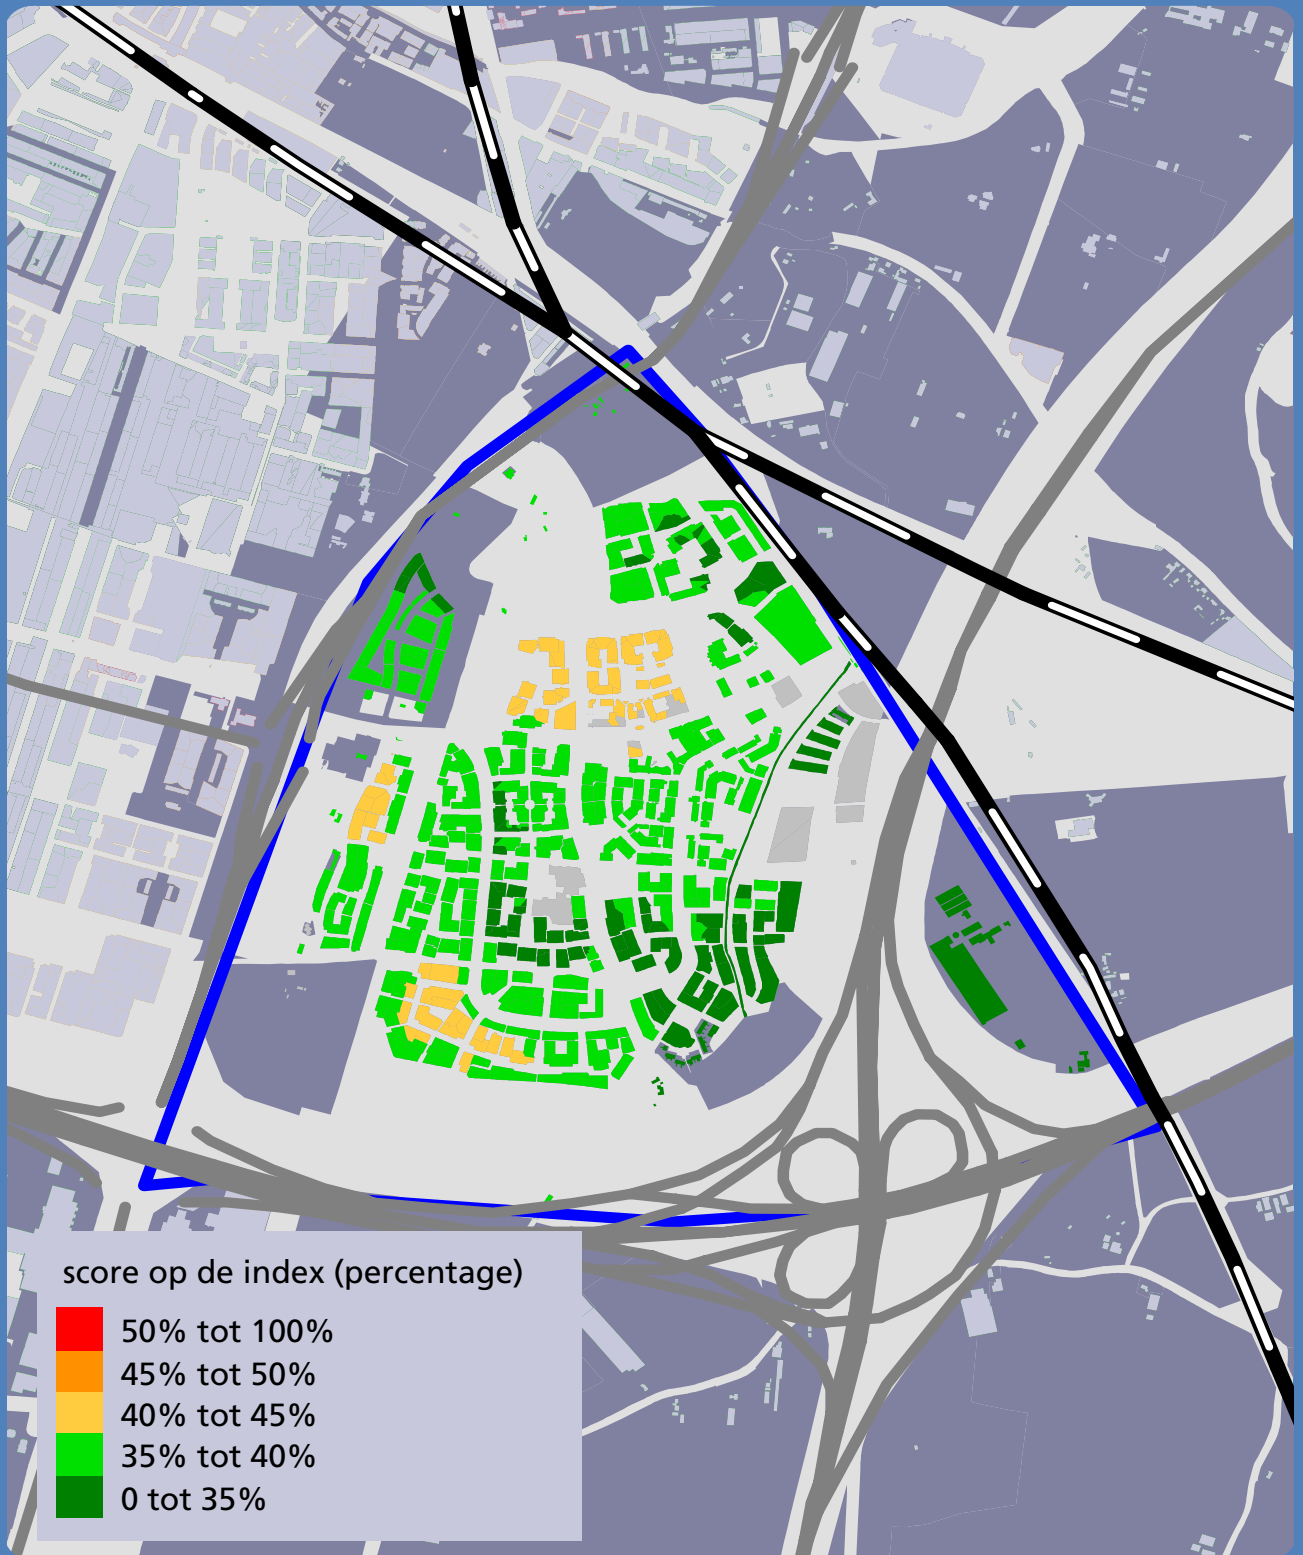 score op de index (percentage)
50% tot 100%
45% tot 50%
40% tot 45%
35% tot 40%
0 tot 35%